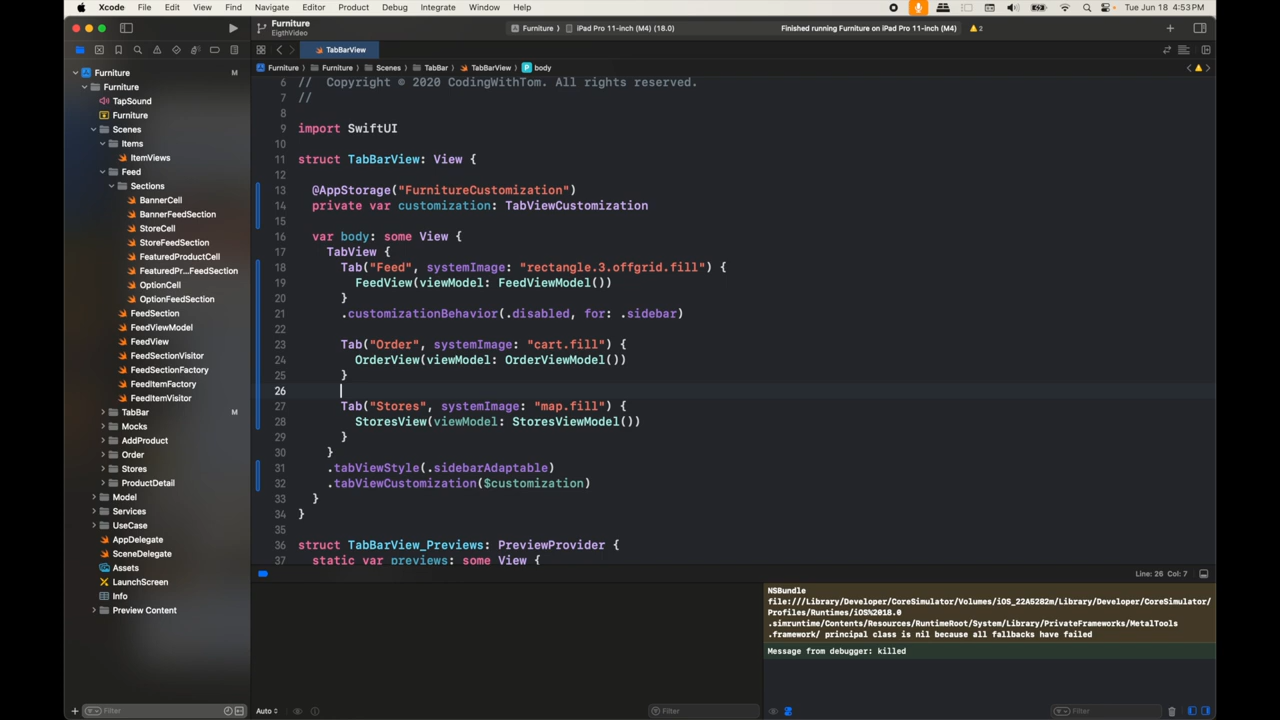 Xcode File Edit View Find Navigate Editor Product Debug Integrate Window Help Tue Jun 18 4:53 PM
Furniture
EigthVideo
Furniture 〉 iPad Pro 11-inch (M4) (18.0)
Finished running Furniture on iPad Pro 11-inch (M4) 2
TabBarView
Furniture 〉 Furniture 〉 Scenes 〉 TabBar 〉 TabBarView 〉 P body
Furniture M
Furniture
TapSound
Furniture
Scenes
Items
ItemViews
Feed
Sections
BannerCell
BannerFeedSection
StoreCell
StoreFeedSection
FeaturedProductCell
FeaturedPr...FeedSection
OptionCell
OptionFeedSection
FeedSection
FeedViewModel
FeedView
FeedSectionVisitor
FeedSectionFactory
FeedItemFactory
FeedItemVisitor
TabBar M
Mocks
AddProduct
Order
Stores
ProductDetail
Model
Services
UseCase
AppDelegate
SceneDelegate
Assets
LaunchScreen
Info
Preview Content
Filter
6 // Copyright © 2020 CodingWithTom. All rights reserved.
7 //
8
9 import SwiftUI
10
11 struct TabBarView: View {
12
13 @AppStorage("FurnitureCustomization")
14 private var customization: TabViewCustomization
15
16 var body: some View {
17 TabView {
18 Tab("Feed", systemImage: "rectangle.3.offgrid.fill") {
19 FeedView(viewModel: FeedViewModel())
20 }
21 .customizationBehavior(.disabled, for: .sidebar)
22
23 Tab("Order", systemImage: "cart.fill") {
24 OrderView(viewModel: OrderViewModel())
25 }
26
27 Tab("Stores", systemImage: "map.fill") {
28 StoresView(viewModel: StoresViewModel())
29 }
30 }
31 .tabViewStyle(.sidebarAdaptable)
32 .tabViewCustomization($customization)
33 }
34 }
35
36 struct TabBarView_Previews: PreviewProvider {
37 static var previews: some View {
Line: 26 Col: 7
NSBundle
file:///Library/Developer/CoreSimulator/Volumes/iOS_22A5282m/Library/Developer/CoreSimulator/
Profiles/Runtimes/iOS%2018.0
.simruntime/Contents/Resources/RuntimeRoot/System/Library/PrivateFrameworks/MetalTools
.framework/ principal class is nil because all fallbacks have failed
Message from debugger: killed
Auto
Filter
Filter